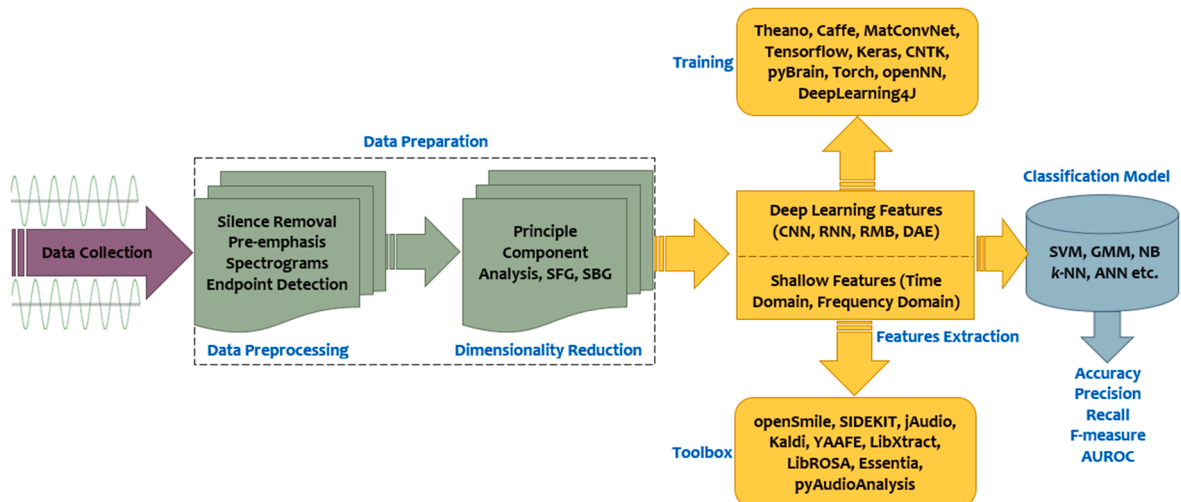 Theano, Caffe, MatConvNet,
Tensorflow, Keras, CNTK,
pyBrain, Torch, openNN,
DeepLearning4J
Training
Data Preparation
Classification Model
Data Collection
Silence Removal
Pre-emphasis
Spectrograms
Endpoint Detection
Principle
Component
Analysis, SFG, SBG
Deep Learning Features
(CNN, RNN, RMB, DAE)
Shallow Features (Time
Domain, Frequency Domain)
SVM, GMM, NB
k-NN, ANN etc.
Data Preprocessing
Dimensionality Reduction
Features Extraction
Accuracy
Precision
Recall
F-measure
AUROC
Toolbox
openSmile, SIDEKIT, jAudio,
Kaldi, YAAFE, LibXtract,
LibROSA, Essentia,
pyAudioAnalysis